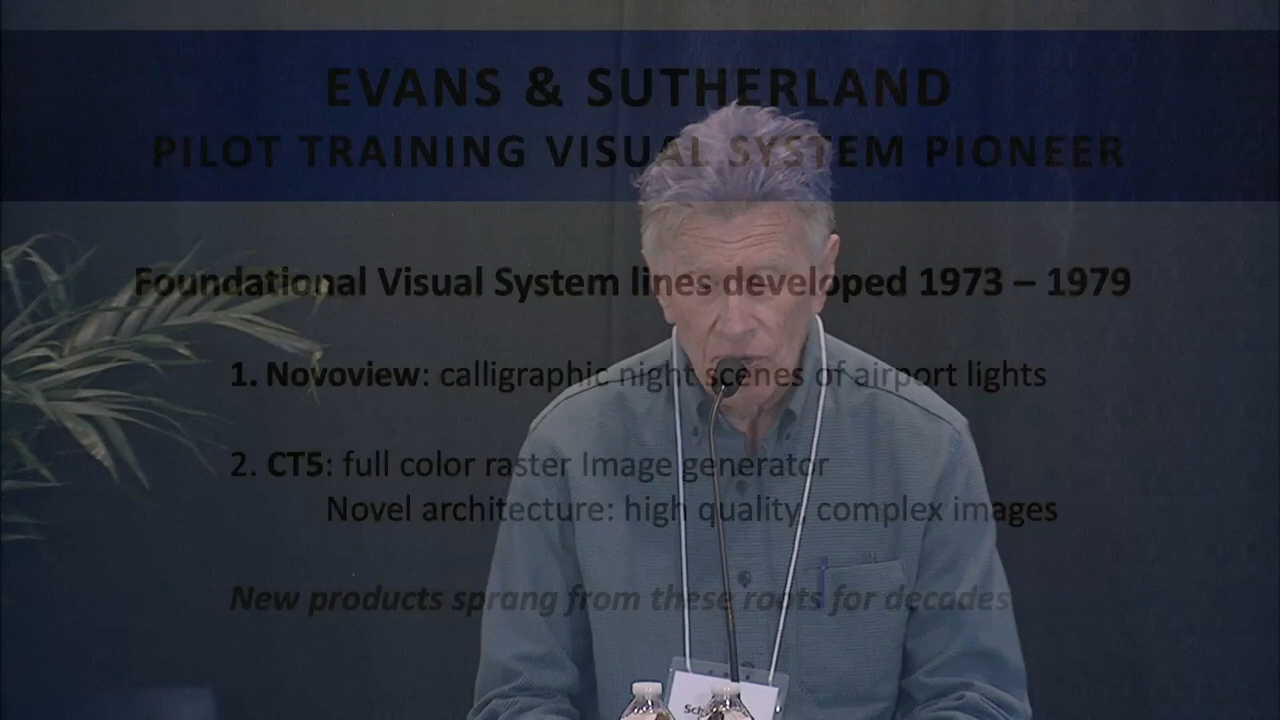 EVANS & SUTHERLAND
PILOT TRAINING VISUAL SYSTEM PIONEER
Foundational Visual System lines developed 1973 – 1979
1. Novoview: calligraphic night scenes of airport lights
2. CT5: full color raster Image generator
Novel architecture: high quality, complex images
New products sprang from these roots for decades